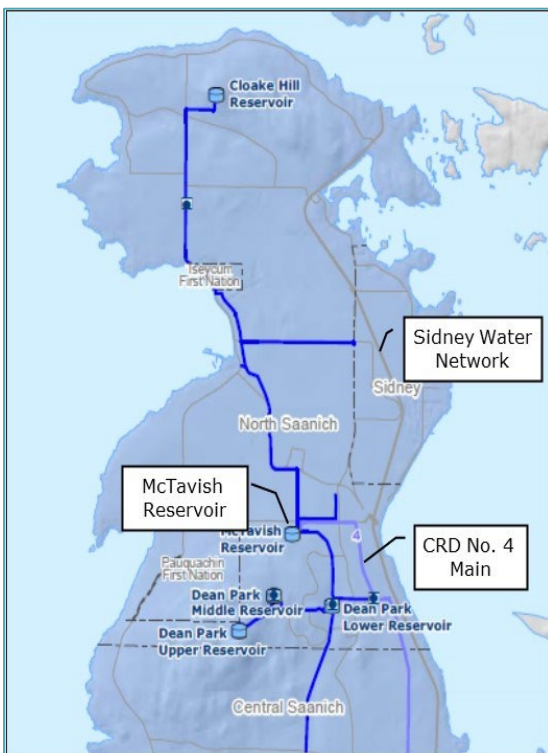 Cloake Hill
Reservoir
Tseycum
First Nation
Sidney Water
Network
Sidney
North Saanich
McTavish
Reservoir
McTavish
Reservoir
4
CRD No. 4
Main
Pauquachin
First Nation
Dean Park
Middle Reservoir
Dean Park
Lower Reservoir
Dean Park
Upper Reservoir
Central Saanich